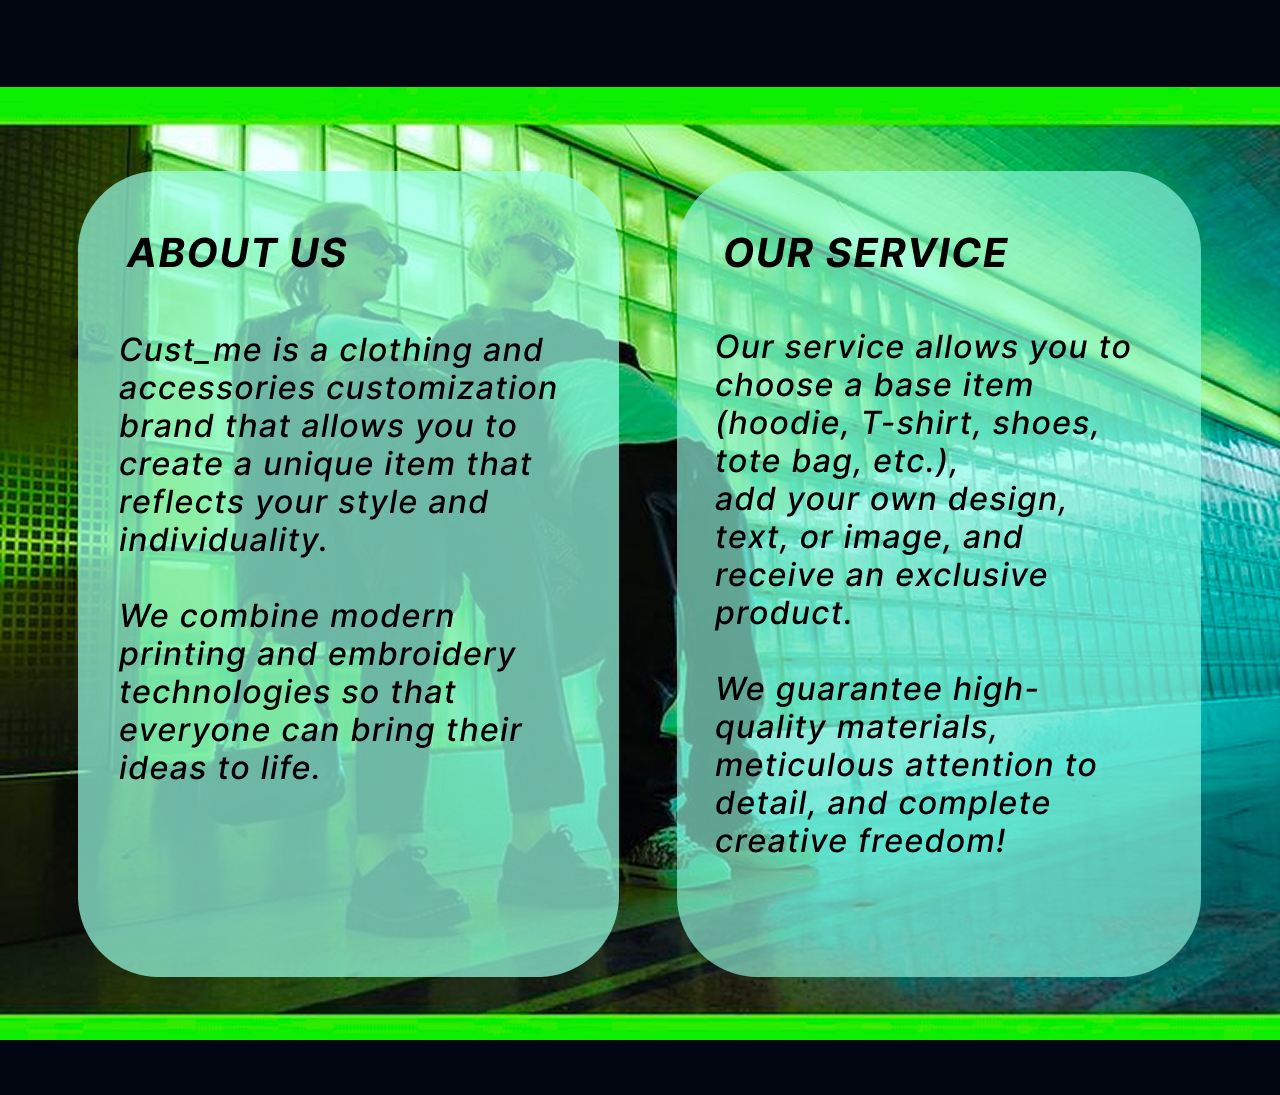 ABOUT US
Cust_me is a clothing and
accessories customization
brand that allows you to
create a unique item that
reflects your style and
individuality.
We combine modern
printing and embroidery
technologies so that
everyone can bring their
ideas to life.
OUR SERVICE
Our service allows you to
choose a base item
(hoodie, T-shirt, shoes,
tote bag, etc.),
add your own design,
text, or image, and
receive an exclusive
product.
We guarantee high-
quality materials,
meticulous attention to
detail, and complete
creative freedom!